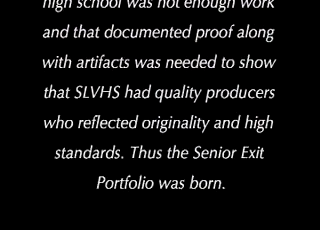 high school was not enough work
and that documented proof along
with artifacts was needed to show
that SLVHS had quality producers
who reflected originality and high
standards. Thus the Senior Exit
Portfolio was born.